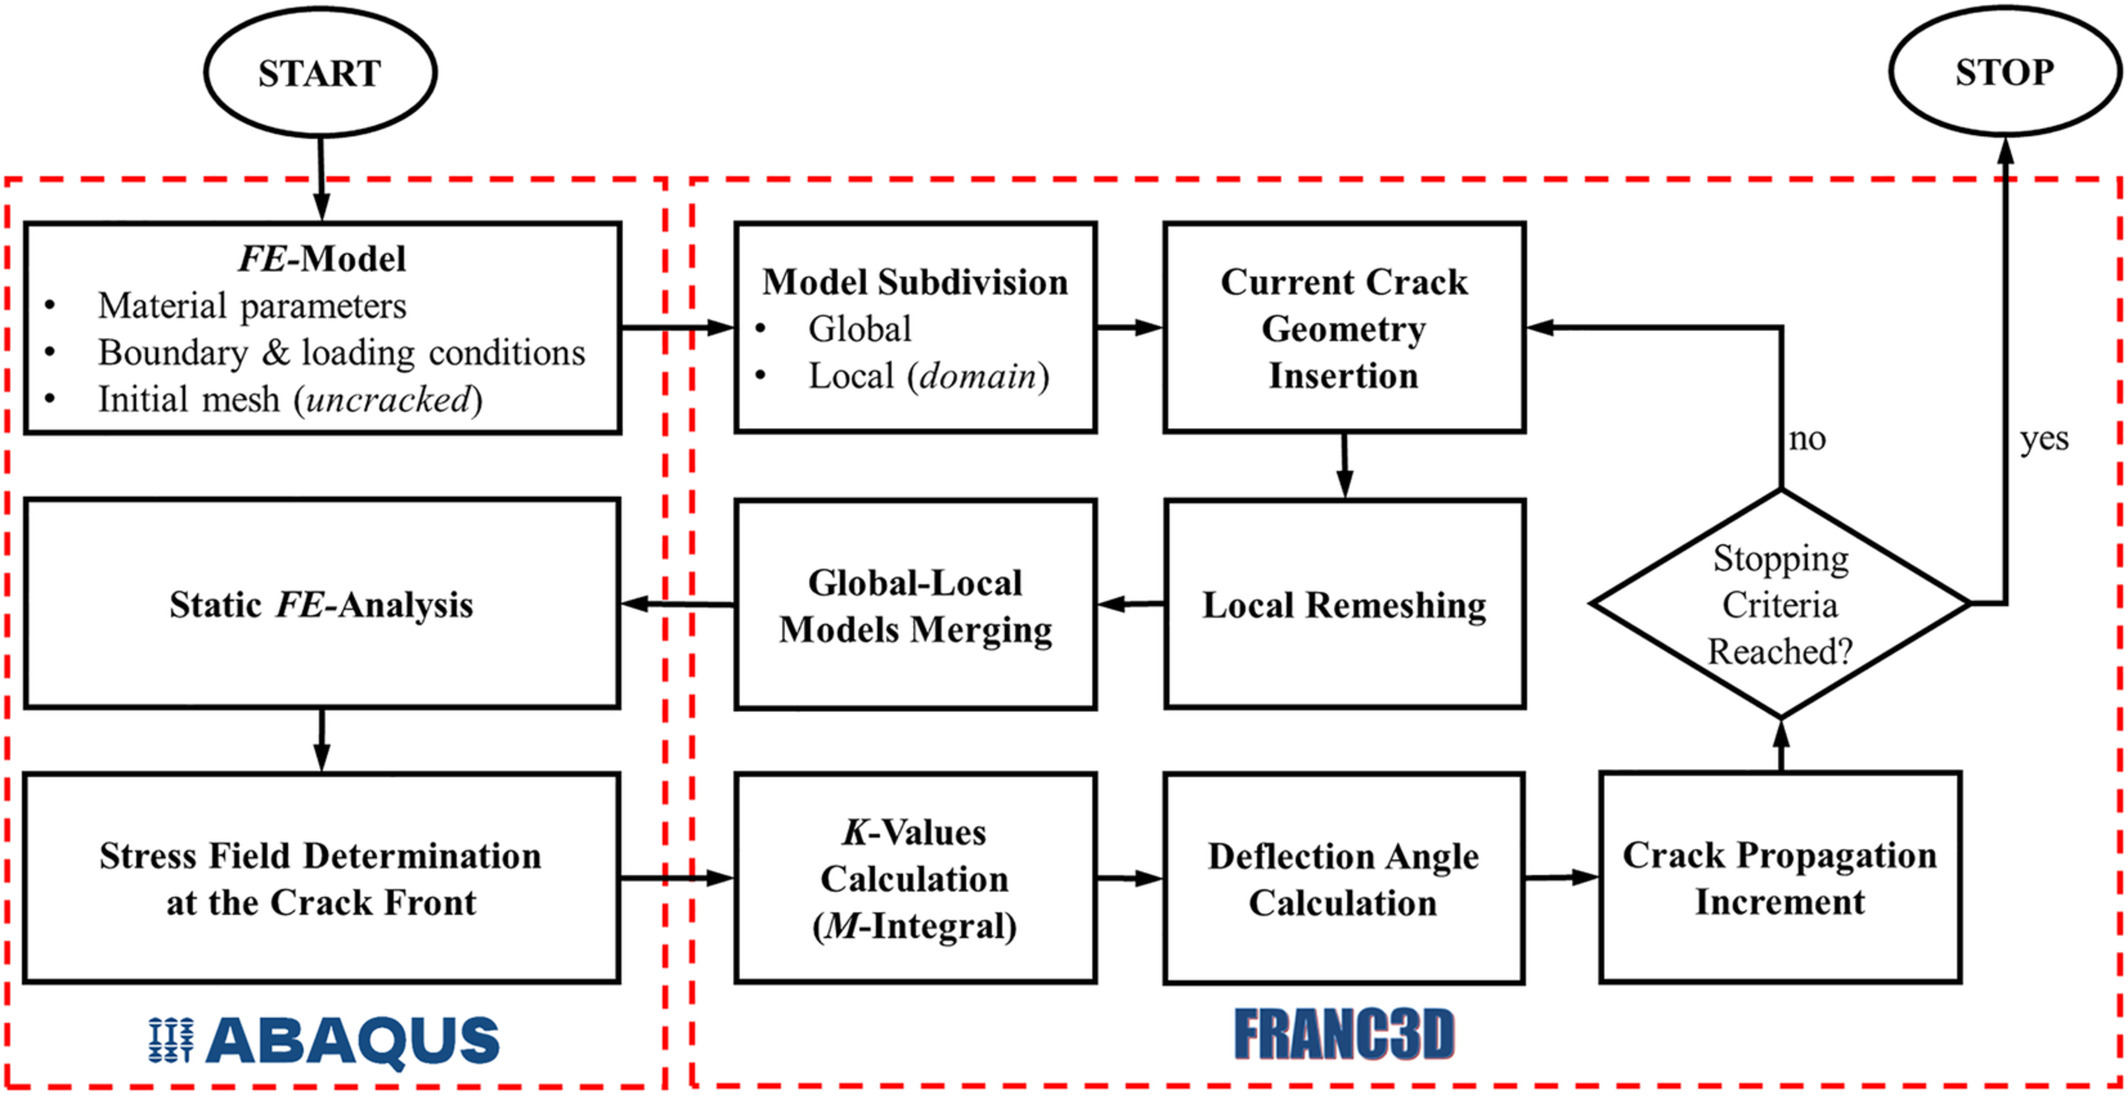 START
STOP
FE-Model
• Material parameters
• Boundary & loading conditions
• Initial mesh (uncracked)
Model Subdivision
• Global
• Local (domain)
Current Crack
Geometry
Insertion
no
yes
Static FE-Analysis
Global-Local
Models Merging
Local Remeshing
Stopping
Criteria
Reached?
Stress Field Determination
at the Crack Front
K-Values
Calculation
(M-Integral)
Deflection Angle
Calculation
Crack Propagation
Increment
ABAQUS
FRANC3D